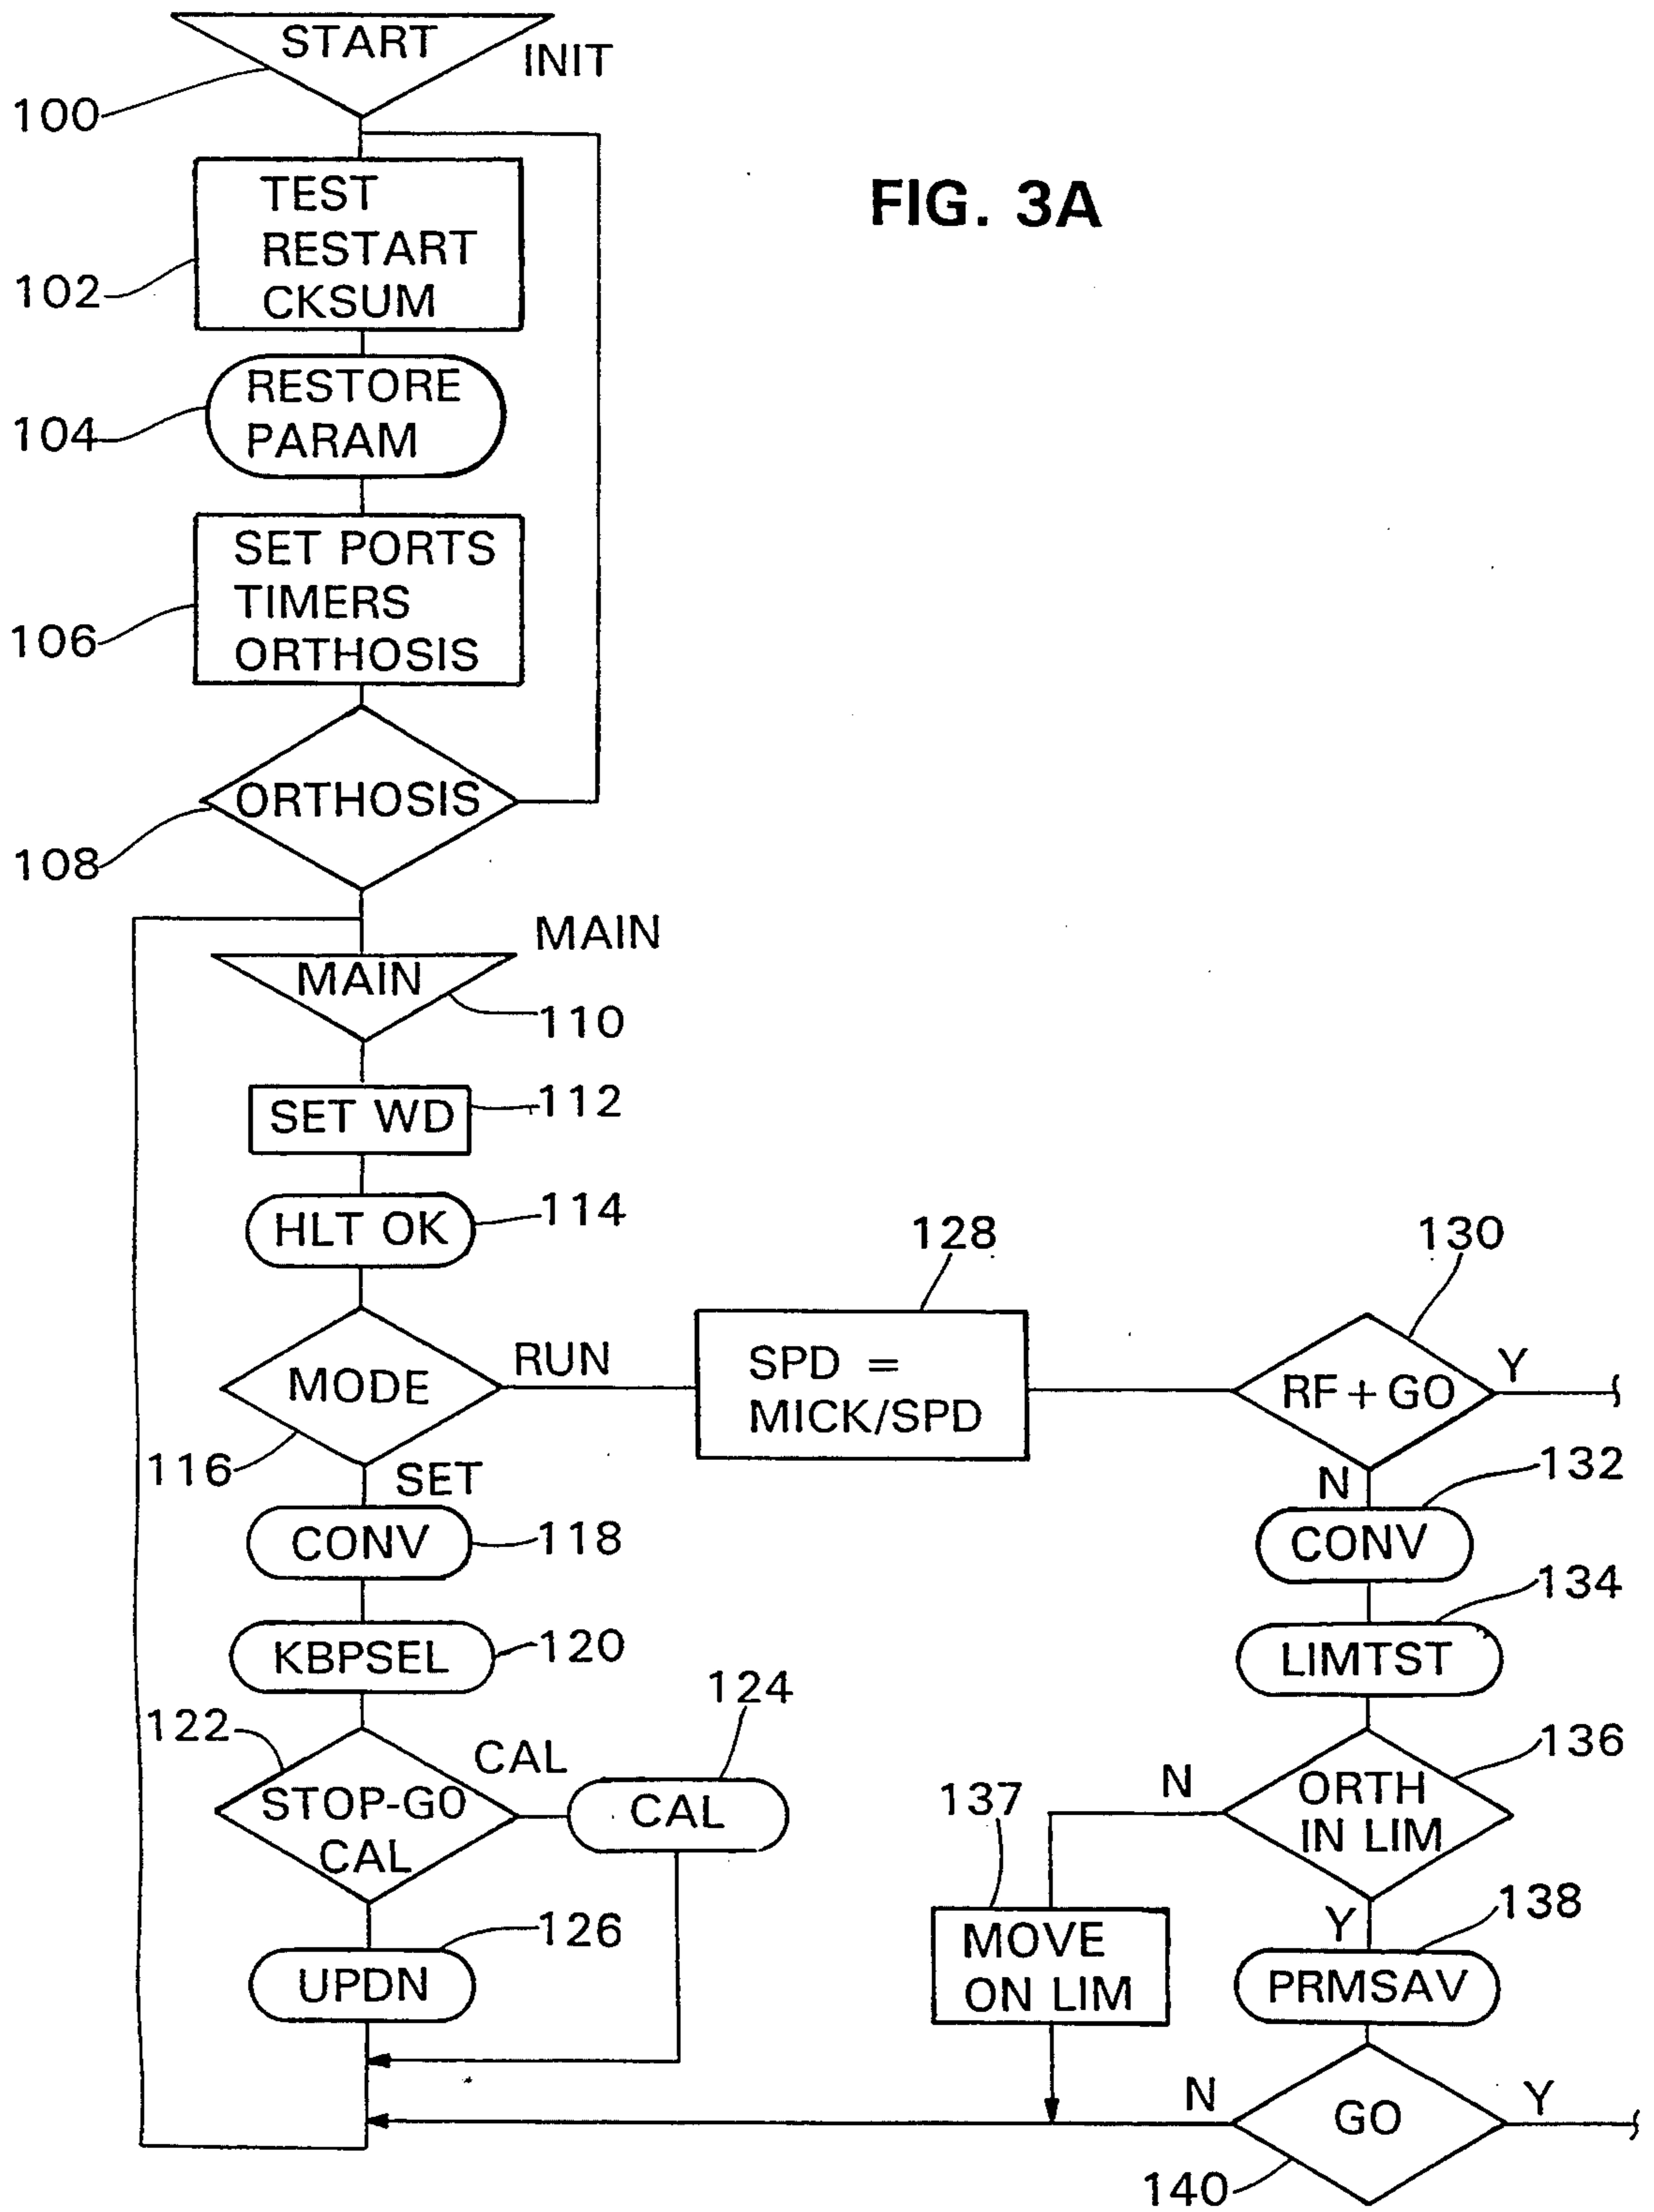 START
INIT
100
TEST
RESTART
CKSUM
102
FIG. 3A
RESTORE
PARAM
104
SET PORTS
TIMERS
ORTHOSIS
106
ORTHOSIS
108
MAIN
MAIN
110
SET WD
112
HLT OK
114
MODE
116
RUN
SET
128
SPD =
MICK/SPD
130
RF + GO
Y
N
CONV
118
132
CONV
KBPSEL
120
134
LIMTST
122
STOP-GO
CAL
CAL
124
CAL
136
ORTH
IN LIM
N
137
MOVE
ON LIM
Y
138
PRMSAV
126
UPDN
N
GO
Y
140